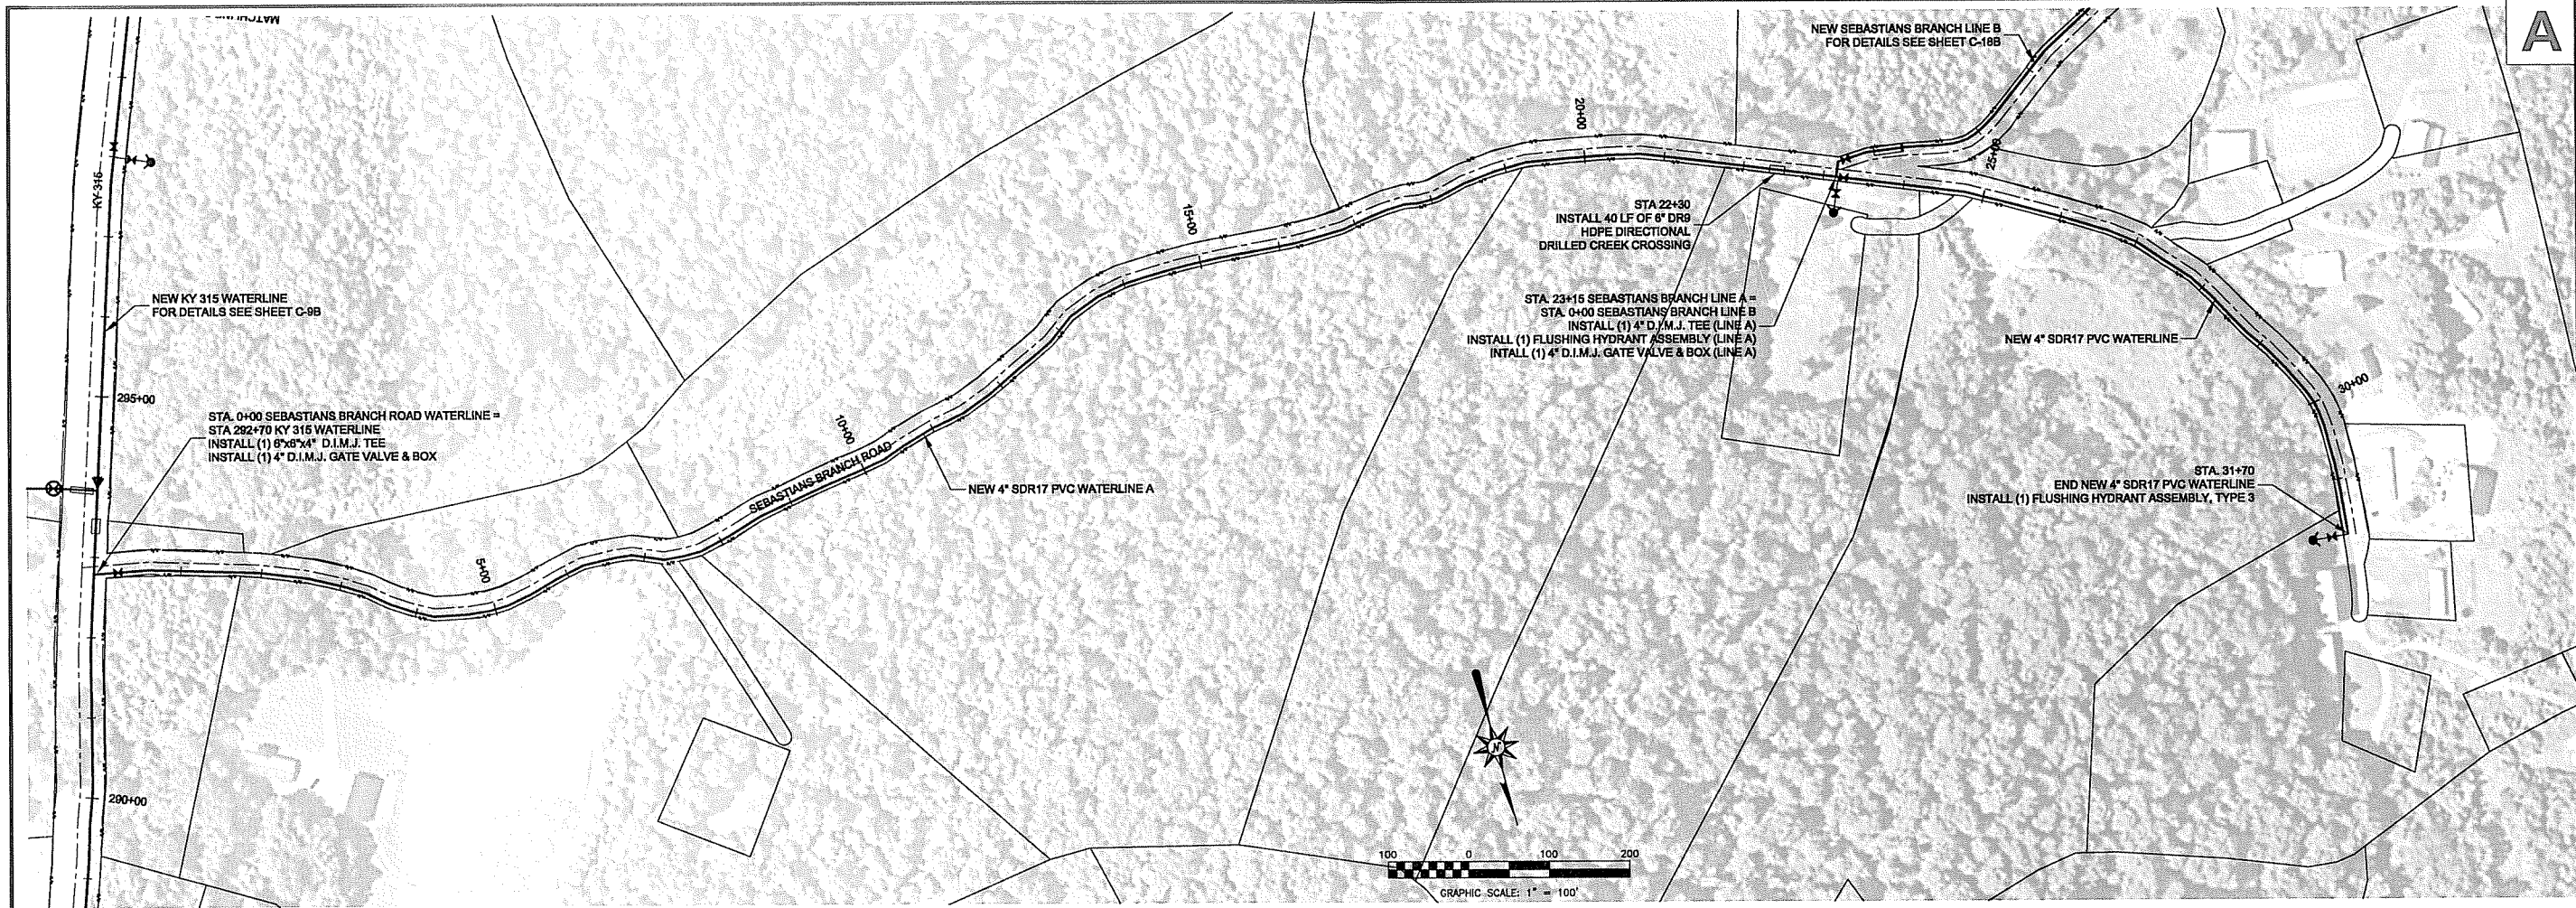 MATCHLINE
A
NEW SEBASTIANS BRANCH LINE B
FOR DETAILS SEE SHEET C-18B
KY 315
20+00
25+00
15+00
STA 22+30
INSTALL 40 LF OF 6" DR9
HDPE DIRECTIONAL
DRILLED CREEK CROSSING
NEW KY 315 WATERLINE
FOR DETAILS SEE SHEET C-9B
STA. 23+15 SEBASTIANS BRANCH LINE A =
STA. 0+00 SEBASTIANS BRANCH LINE B
INSTALL (1) 4" D.I.M.J. TEE (LINE A)
INSTALL (1) FLUSHING HYDRANT ASSEMBLY (LINE A)
INTALL (1) 4" D.I.M.J. GATE VALVE & BOX (LINE A)
NEW 4" SDR17 PVC WATERLINE
30+00
295+00
STA. 0+00 SEBASTIANS BRANCH ROAD WATERLINE =
STA 292+70 KY 315 WATERLINE
INSTALL (1) 6"x6"x4" D.I.M.J. TEE
INSTALL (1) 4" D.I.M.J. GATE VALVE & BOX
10+00
SEBASTIANS BRANCH ROAD
NEW 4" SDR17 PVC WATERLINE A
STA. 31+70
END NEW 4" SDR17 PVC WATERLINE
INSTALL (1) FLUSHING HYDRANT ASSEMBLY, TYPE 3
5+00
N
290+00
100 0 100 200
GRAPHIC SCALE: 1" = 100'